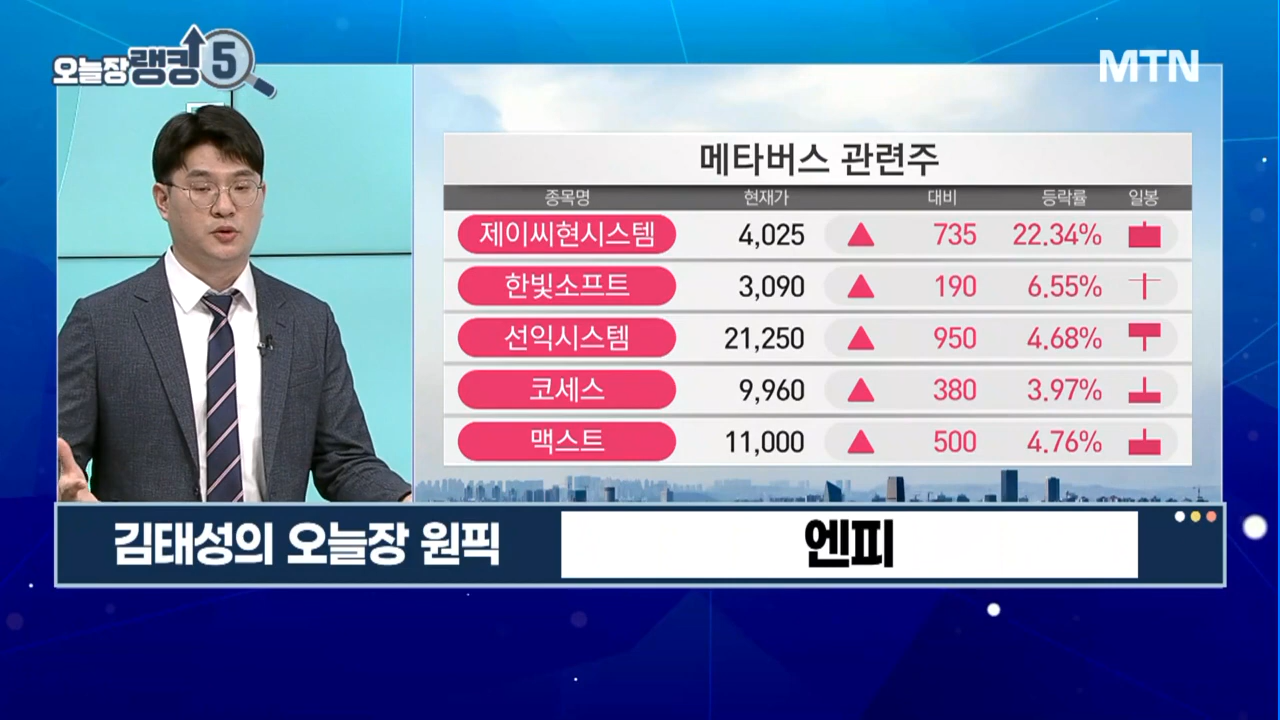 오늘장랭킹5
MTN
메타버스 관련주
종목명 현재가 대비 등락률 일봉
제이씨현시스템 4,025 ▲ 735 22.34%
한빛소프트 3,090 ▲ 190 6.55%
선익시스템 21,250 ▲ 950 4.68%
코세스 9,960 ▲ 380 3.97%
맥스트 11,000 ▲ 500 4.76%
김태성의 오늘장 원픽 엔피